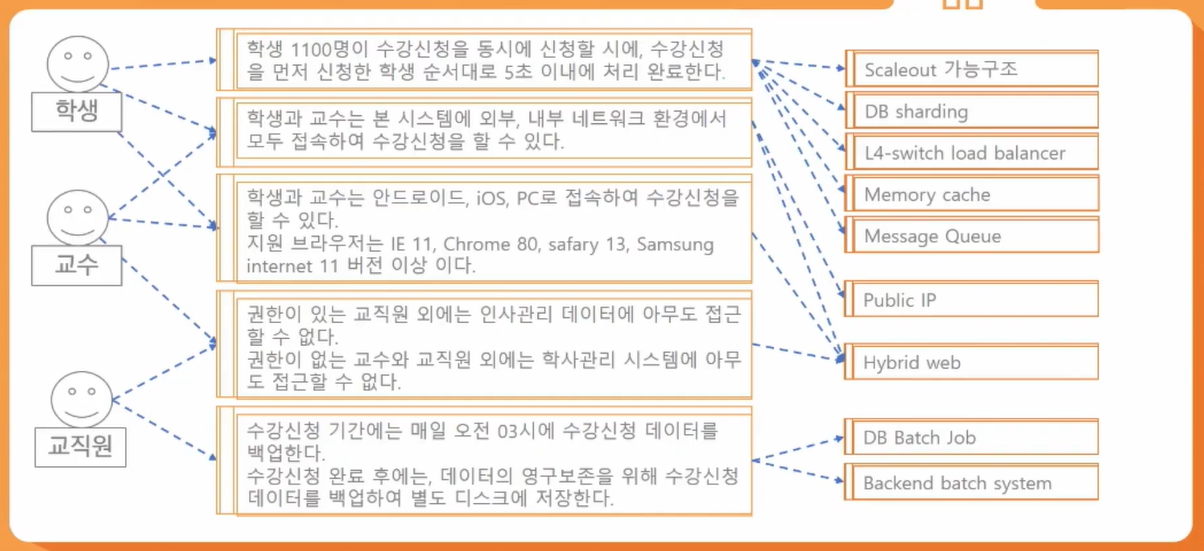 학생
교수
교직원
학생 1100명이 수강신청을 동시에 신청할 시에, 수강신청
을 먼저 신청한 학생 순서대로 5초 이내에 처리 완료한다.
학생과 교수는 본 시스템에 외부, 내부 네트워크 환경에서
모두 접속하여 수강신청을 할 수 있다.
학생과 교수는 안드로이드, iOS, PC로 접속하여 수강신청을
할 수 있다.
지원 브라우저는 IE 11, Chrome 80, safary 13, Samsung
internet 11 버전 이상 이다.
권한이 있는 교직원 외에는 인사관리 데이터에 아무도 접근
할 수 없다.
권한이 없는 교수와 교직원 외에는 학사관리 시스템에 아무
도 접근할 수 없다.
수강신청 기간에는 매일 오전 03시에 수강신청 데이터를
백업한다.
수강신청 완료 후에는, 데이터의 영구보존을 위해 수강신청
데이터를 백업하여 별도 디스크에 저장한다.
Scaleout 가능구조
DB sharding
L4-switch load balancer
Memory cache
Message Queue
Public IP
Hybrid web
DB Batch Job
Backend batch system